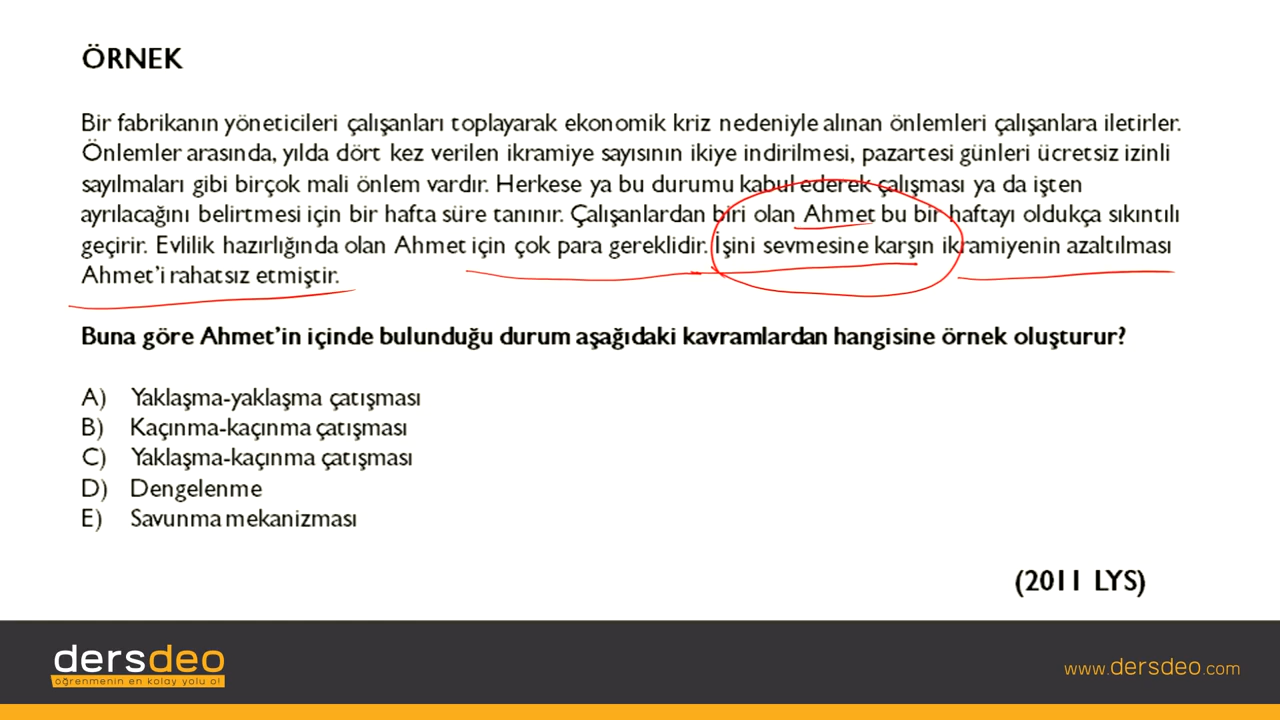 ÖRNEK
Bir fabrikanın yöneticileri çalışanları toplayarak ekonomik kriz nedeniyle alınan önlemleri çalışanlara iletirler.
Önlemler arasında, yılda dört kez verilen ikramiye sayısının ikiye indirilmesi, pazartesi günleri ücretsiz izinli
sayılmaları gibi birçok mali önlem vardır. Herkese ya bu durumu kabul ederek çalışması ya da işten
ayrılacağını belirtmesi için bir hafta süre tanınır. Çalışanlardan biri olan Ahmet bu bir haftayı oldukça sıkıntılı
geçirir. Evlilik hazırlığında olan Ahmet için çok para gereklidir. İşini sevmesine karşın ikramiyenin azaltılması
Ahmet'i rahatsız etmiştir.
Buna göre Ahmet'in içinde bulunduğu durum aşağıdaki kavramlardan hangisine örnek oluşturur?
A) Yaklaşma-yaklaşma çatışması
B) Kaçınma-kaçınma çatışması
C) Yaklaşma-kaçınma çatışması
D) Dengelenme
E) Savunma mekanizması
(2011 LYS)
dersdeo
öğrenmenin en kolay yolu o!
www.dersdeo.com